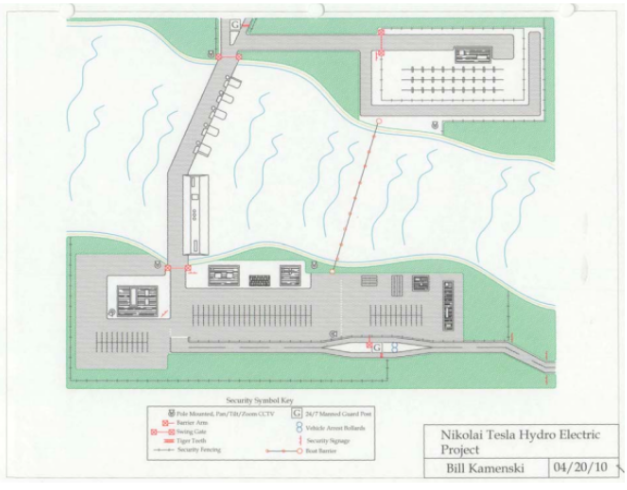 G
G
Security Symbol Key
Pole Mounted, Pan/Tilt/Zoom CCTV
G 24/7 Manned Guard Post
Barrier Arm
Vehicle Arrest Bollards
Swing Gate
Tiger Teeth
Security Signage
Security Fencing
Boat Barrier
Nikolai Tesla Hydro Electric
Project
Bill Kamenski 04/20/10